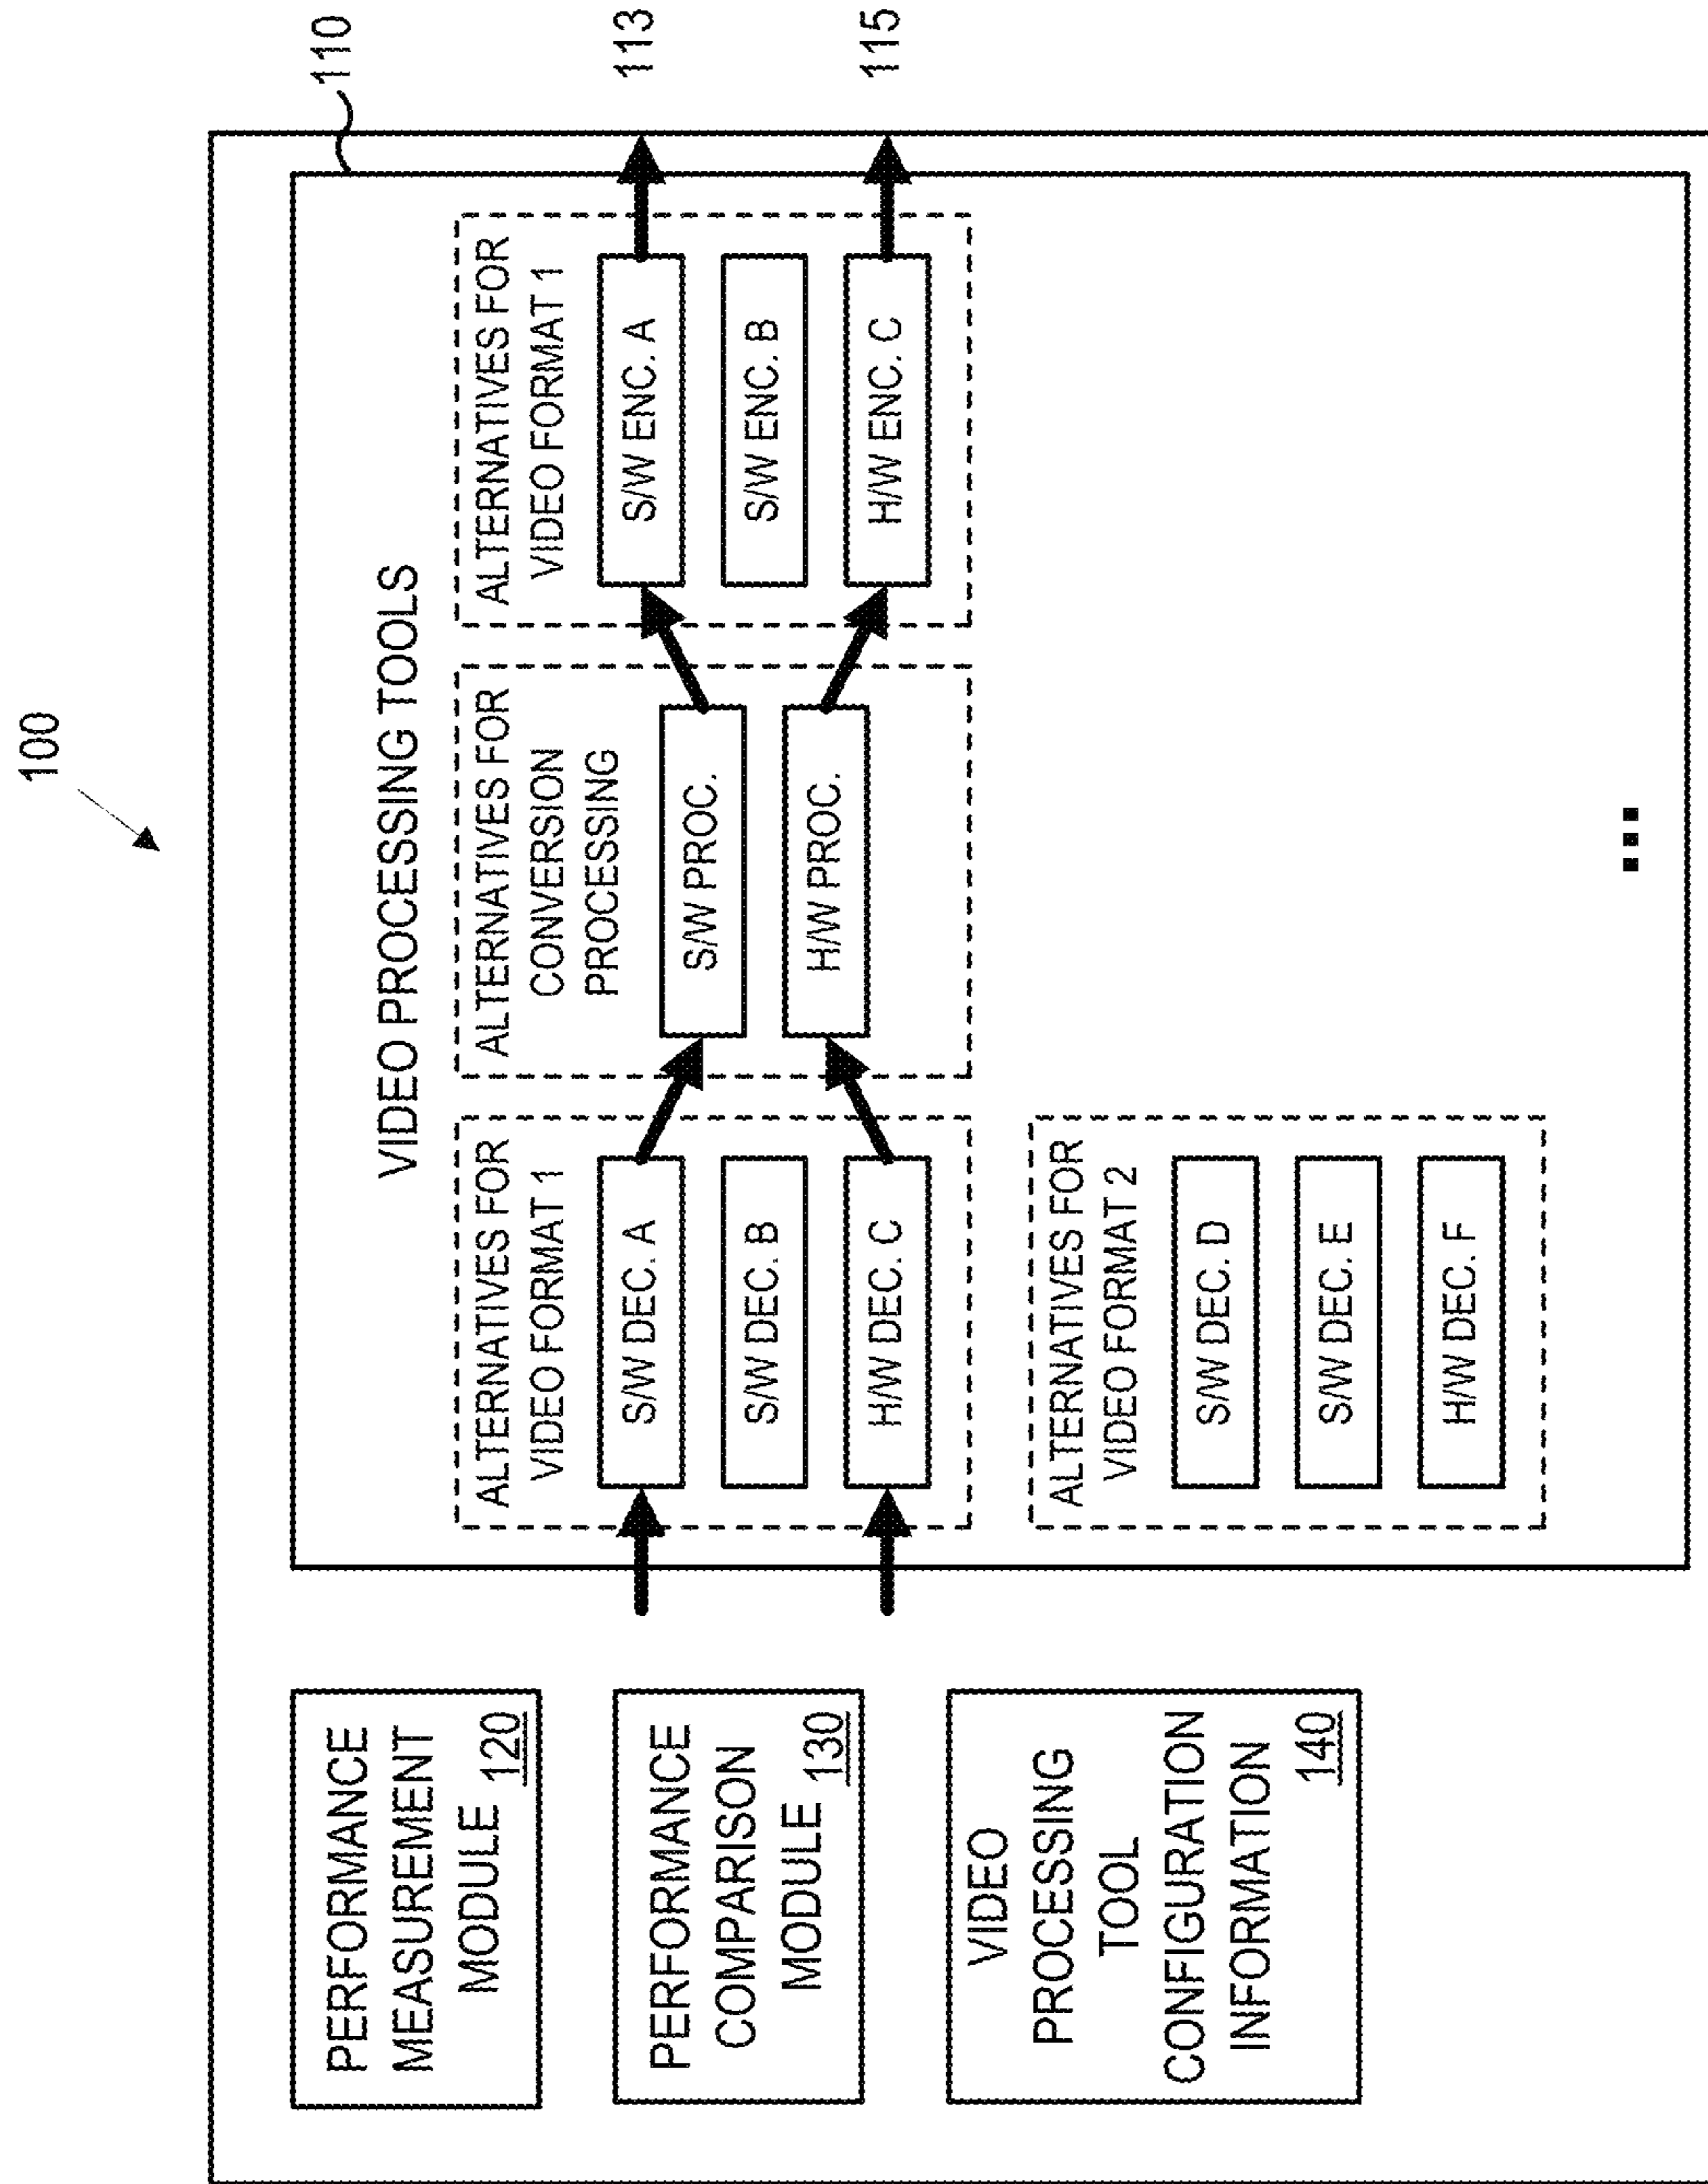 100
110
PERFORMANCE
MEASUREMENT
MODULE 120
PERFORMANCE
COMPARISON
MODULE 130
VIDEO
PROCESSING
TOOL
CONFIGURATION
INFORMATION
140
VIDEO PROCESSING TOOLS
ALTERNATIVES FOR
VIDEO FORMAT 1
S/W DEC. A
S/W DEC. B
H/W DEC. C
ALTERNATIVES FOR
CONVERSION
PROCESSING
S/W PROC.
H/W PROC.
ALTERNATIVES FOR
VIDEO FORMAT 1
S/W ENC. A
S/W ENC. B
H/W ENC. C
113
115
ALTERNATIVES FOR
VIDEO FORMAT 2
S/W DEC. D
S/W DEC. E
H/W DEC. F
...